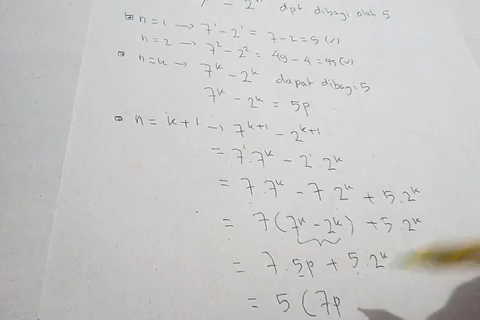 7 - 2ⁿ dpt dibagi oleh 5
n=1 → 7¹ - 2¹ = 7-2 = 5 (v)
n=2 → 7² - 2² = 49 - 4 = 45 (v)
n=k → 7ᵏ - 2ᵏ dapat dibagi 5
7ᵏ - 2ᵏ = 5p
n= k+1 → 7ᵏ⁺¹ - 2ᵏ⁺¹
= 7¹.7ᵏ - 2¹.2ᵏ
= 7.7ᵏ - 7.2ᵏ + 5.2ᵏ
= 7(7ᵏ - 2ᵏ) + 5.2ᵏ
= 7.5p + 5.2ᵏ
= 5 (7p